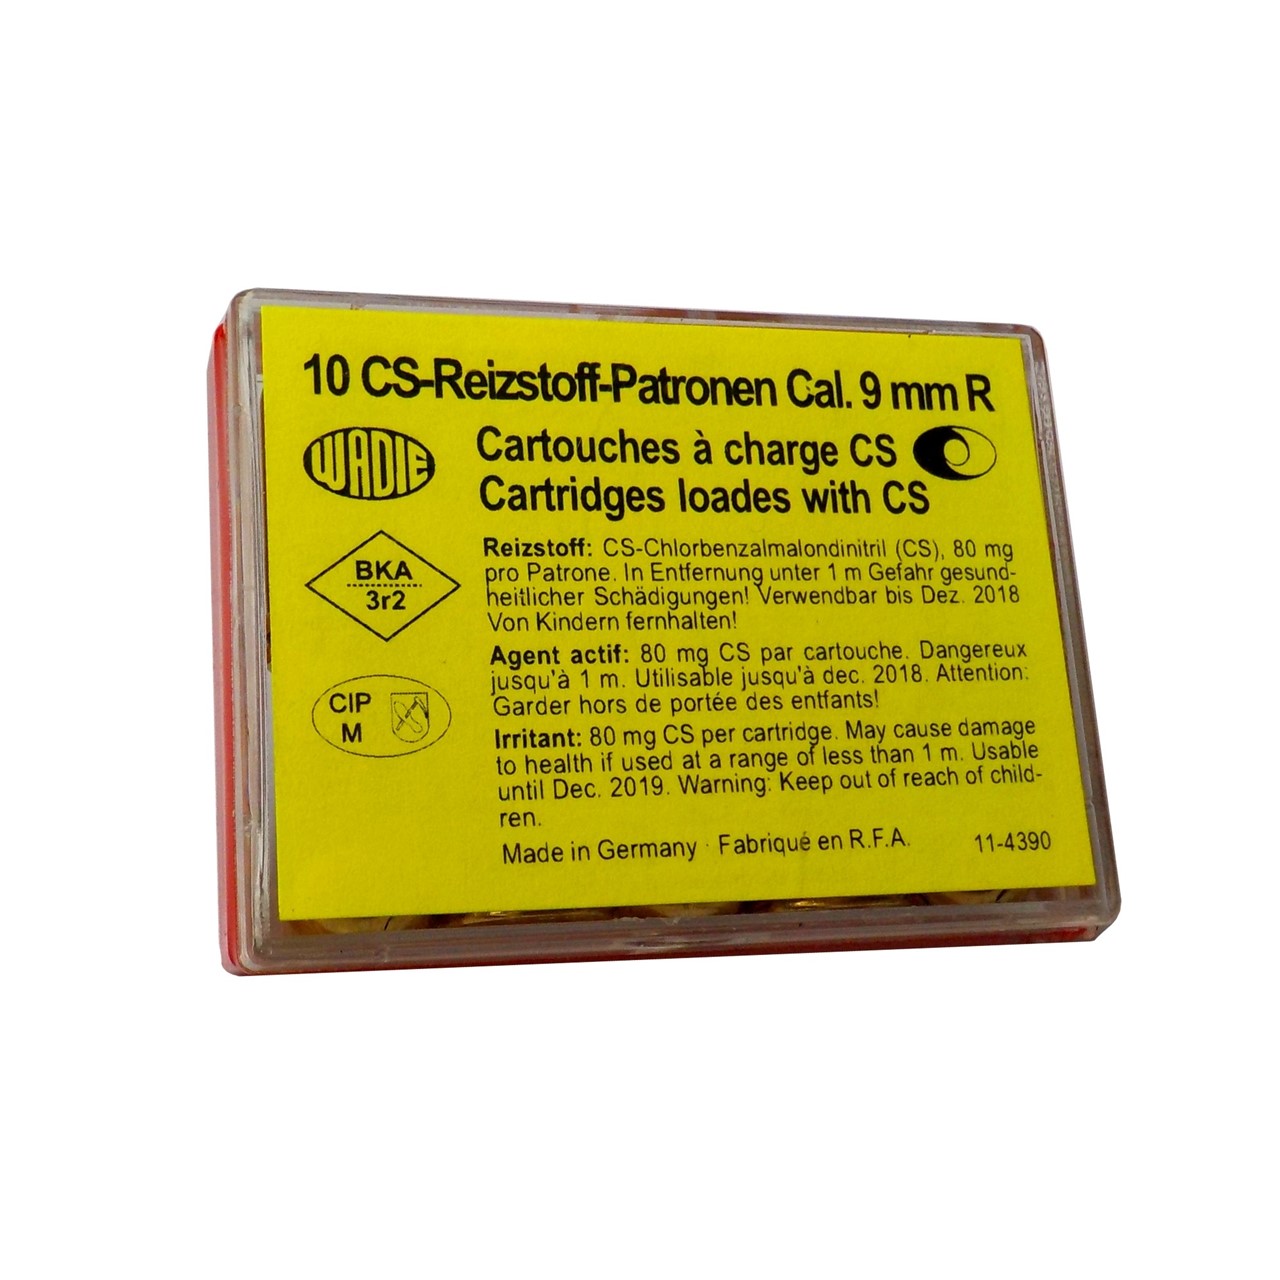 10 CS-Reizstoff-Patronen Cal. 9 mm R
WADIE
Cartouches à charge CS
Cartridges loades with CS
BKA
3r2
CIP
M
Reizstoff: CS-Chlorbenzalmalondinitril (CS), 80 mg
pro Patrone. In Entfernung unter 1 m Gefahr gesund-
heitlicher Schädigungen! Verwendbar bis Dez. 2018
Von Kindern fernhalten!
Agent actif: 80 mg CS par cartouche. Dangereux
jusqu'à 1 m. Utilisable jusqu'à dec. 2018. Attention:
Garder hors de portée des entfants!
Irritant: 80 mg CS per cartridge. May cause damage
to health if used at a range of less than 1 m. Usable
until Dec. 2019. Warning: Keep out of reach of child-
ren.
Made in Germany · Fabriqué en R.F.A. 11-4390